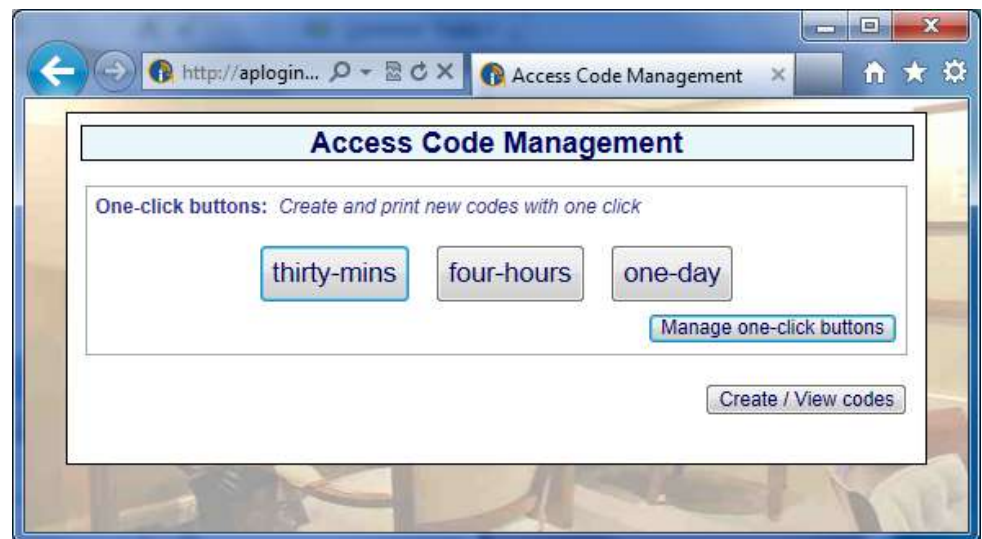 http://aplogin...
Access Code Management
Access Code Management
One-click buttons: Create and print new codes with one click
thirty-mins four-hours one-day
Manage one-click buttons
Create / View codes